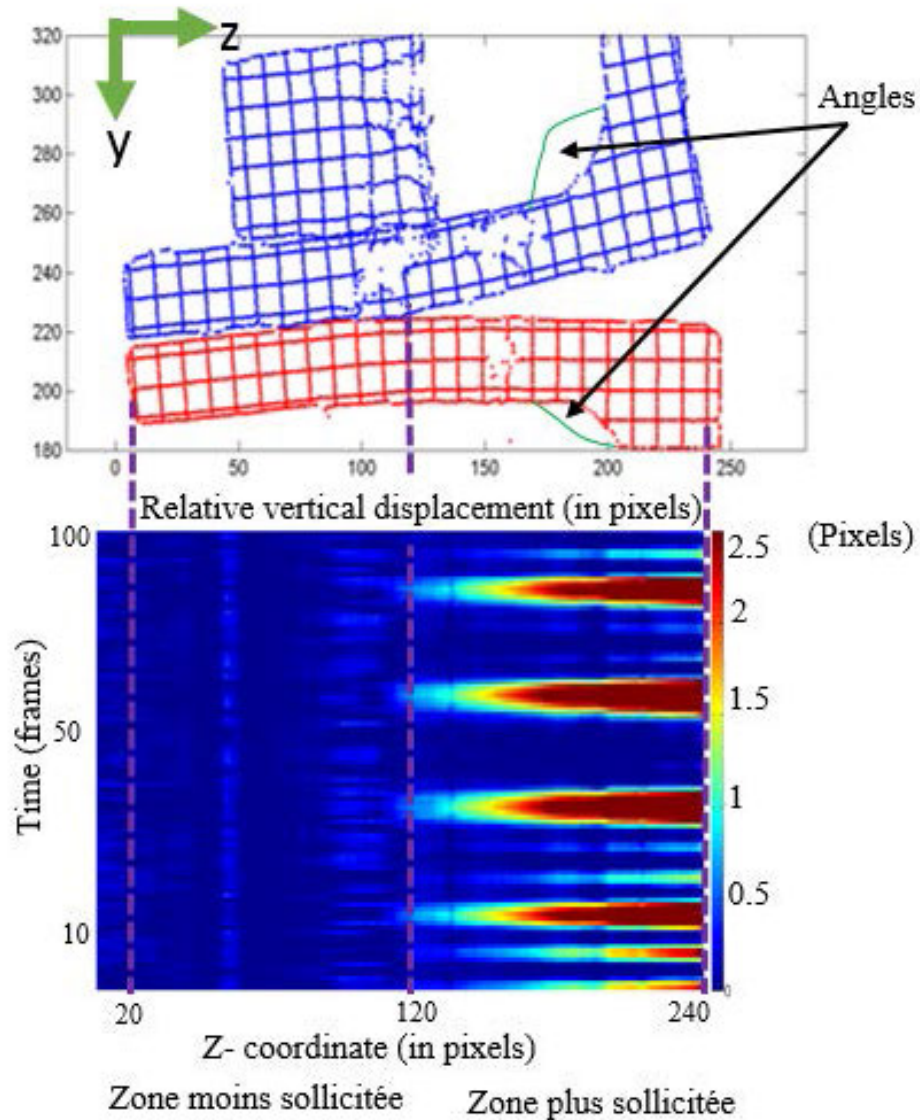 z
y
320
300
280
260
240
220
200
180
0 50 100 150 200 250
Angles
Relative vertical displacement (in pixels)
(Pixels)
100
50
10
Time (frames)
2.5
2
1.5
1
0.5
0
20 120 240
Z- coordinate (in pixels)
Zone moins sollicitée Zone plus sollicitée